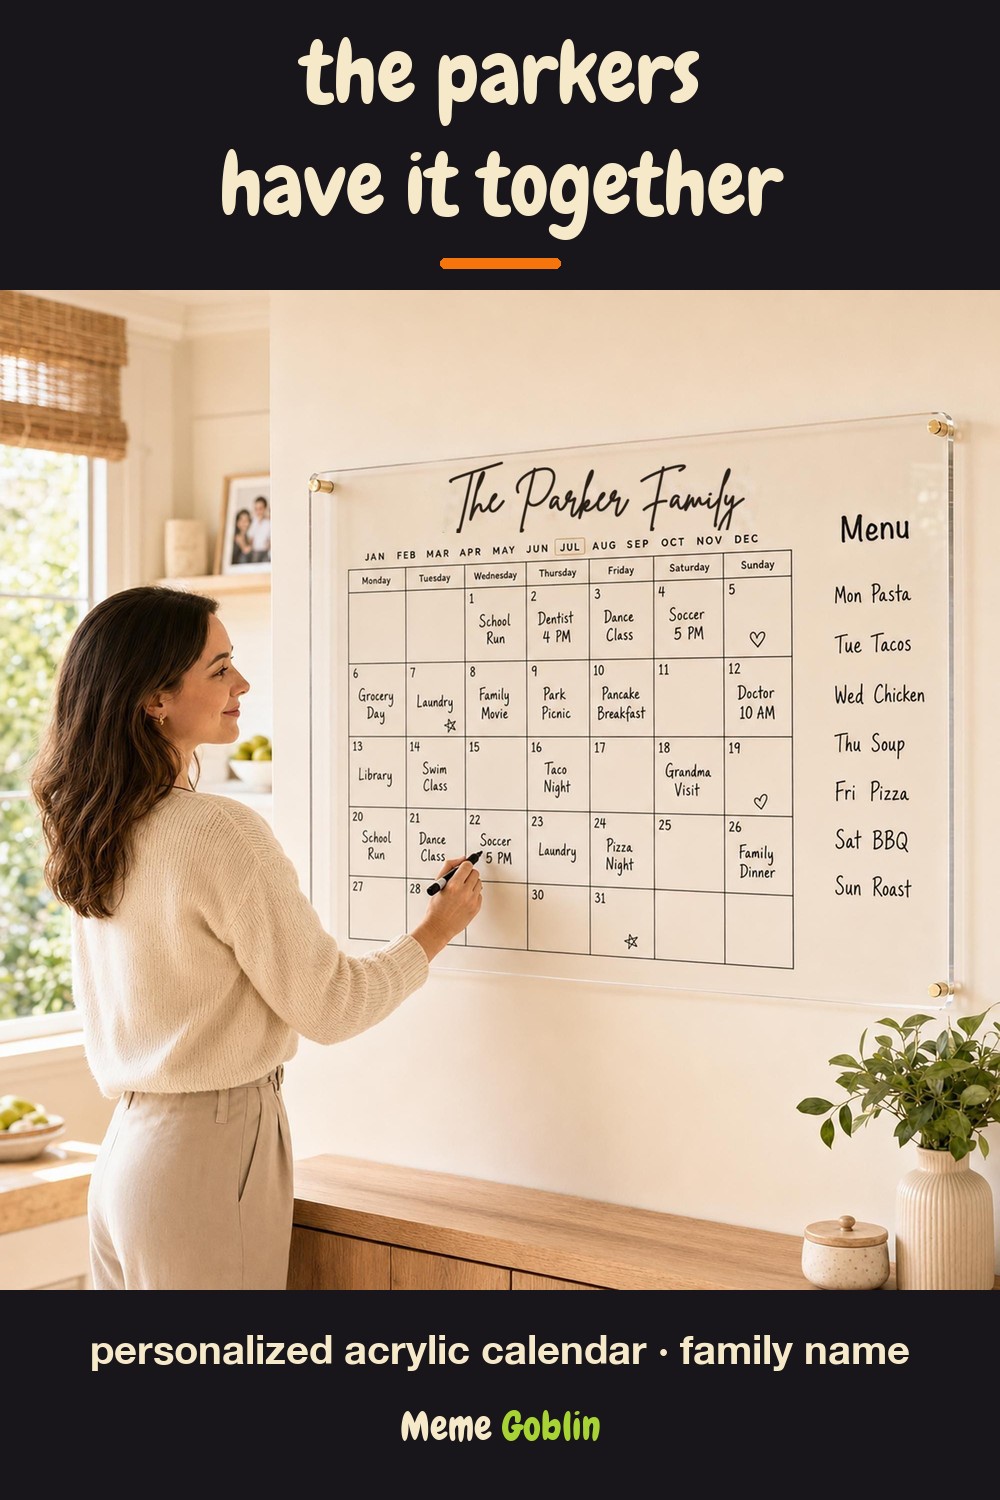 the parkers
have it together
The Parker Family
JAN FEB MAR APR MAY JUN JUL AUG SEP OCT NOV DEC
Monday Tuesday Wednesday Thursday Friday Saturday Sunday
1 2 3 4 5
School Run
Dentist 4 PM
Dance Class
Soccer 5 PM
6 7 8 9 10 11 12
Grocery Day
Laundry
Family Movie
Park Picnic
Pancake Breakfast
Doctor 10 AM
13 14 15 16 17 18 19
Library
Swim Class
Taco Night
Grandma Visit
20 21 22 23 24 25 26
School Run
Dance Class
Soccer 5 PM
Laundry
Pizza Night
Family Dinner
27 28 30 31
Menu
Mon Pasta
Tue Tacos
Wed Chicken
Thu Soup
Fri Pizza
Sat BBQ
Sun Roast
personalized acrylic calendar · family name
Meme Goblin